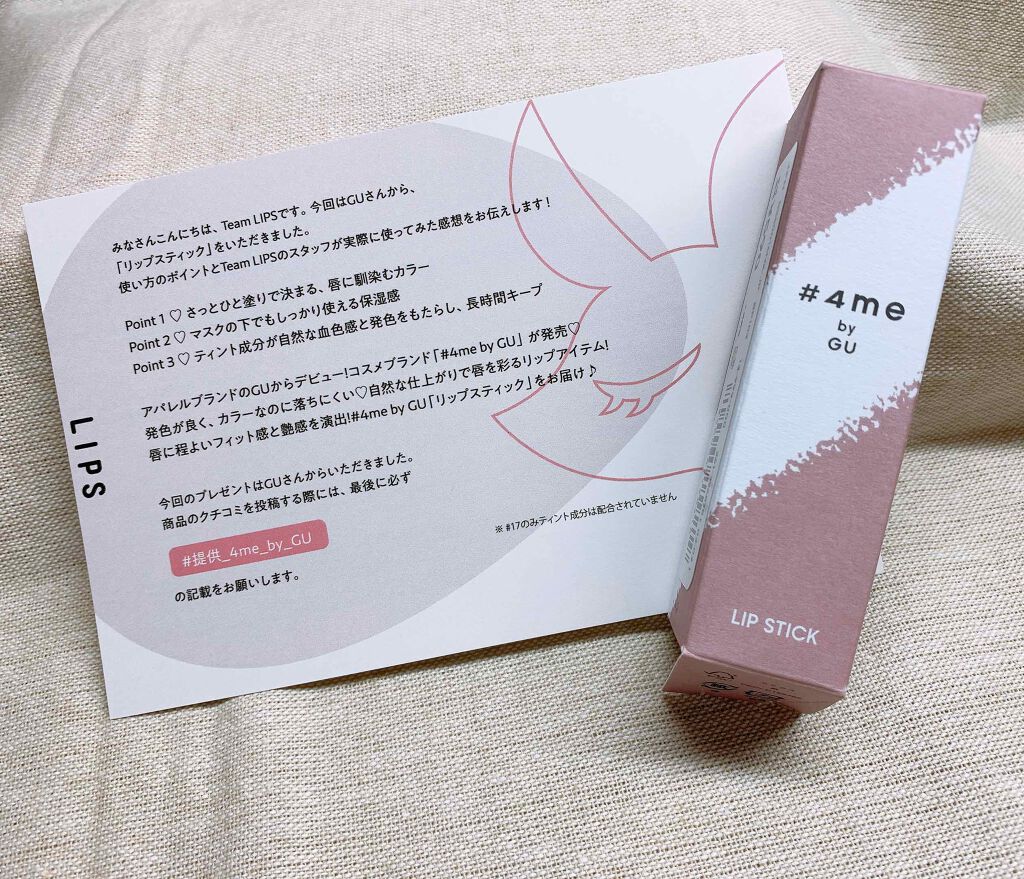 みなさんこんにちは、Team LIPSです。今回はGUさんから、
「リップスティック」をいただきました。
使い方のポイントとTeam LIPSのスタッフが実際に使ってみた感想をお伝えします！
Point 1 ♡ さっとひと塗りで決まる、唇に馴染むカラー
Point 2 ♡ マスクの下でもしっかり使える保湿感
Point 3 ♡ ティント成分が自然な血色感と発色をもたらし、長時間キープ
アパレルブランドのGUからデビュー!コスメブランド「#4me by GU」が発売♡
発色が良く、カラーなのに落ちにくい♡自然な仕上がりで唇を彩るリップアイテム!
唇に程よいフィット感と艶感を演出!#4me by GU「リップスティック」をお届け♪
今回のプレゼントはGUさんからいただきました。
商品のクチコミを投稿する際には、最後に必ず
#提供_4me_by_GU
の記載をお願いします。
※ #17のみティント成分は配合されていません
LIPS
#4me
by
GU
LIP STICK